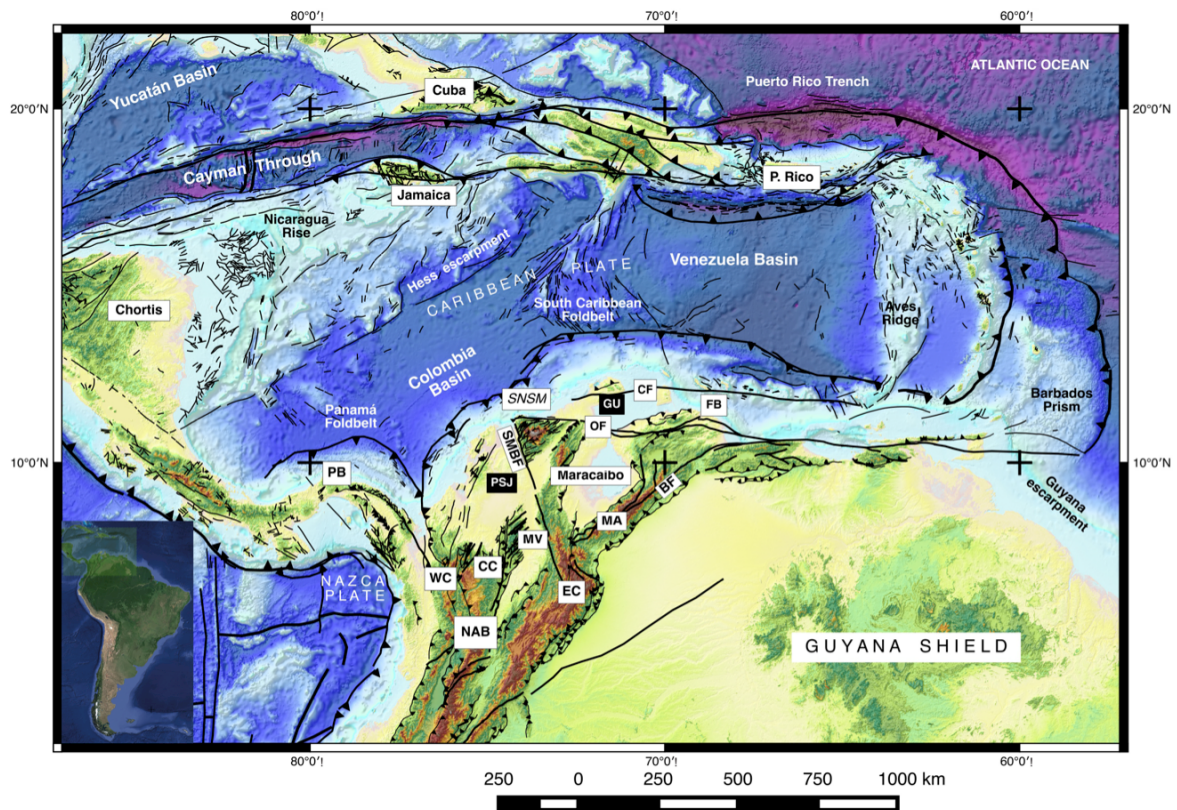 80°0'!
70°0'!
60°0'!
ATLANTIC OCEAN
Puerto Rico Trench
Yucatán Basin
Cuba
20°0'N
20°0'N
Cayman Through
P. Rico
Jamaica
Nicaragua
Rise
Hess escarpment
CARIBBEAN PLATE
Venezuela Basin
Chortis
South Caribbean
Foldbelt
Aves
Ridge
Colombia
Basin
Barbados
Prism
SNSM
GU
CF
FB
Panamá
Foldbelt
OF
SMBF
10°0'N
10°0'N
PB
PSJ
Maracaibo
BF
Guyana
escarpment
MA
MV
CC
WC
EC
NAZCA
PLATE
NAB
GUYANA SHIELD
80°0'!
70°0'!
60°0'!
250 0 250 500 750 1000 km